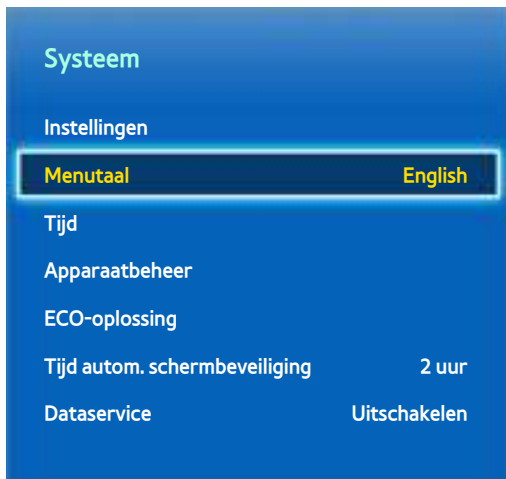 Systeem
Instellingen
Menutaal English
Tijd
Apparaatbeheer
ECO-oplossing
Tijd autom. schermbeveiliging 2 uur
Dataservice Uitschakelen